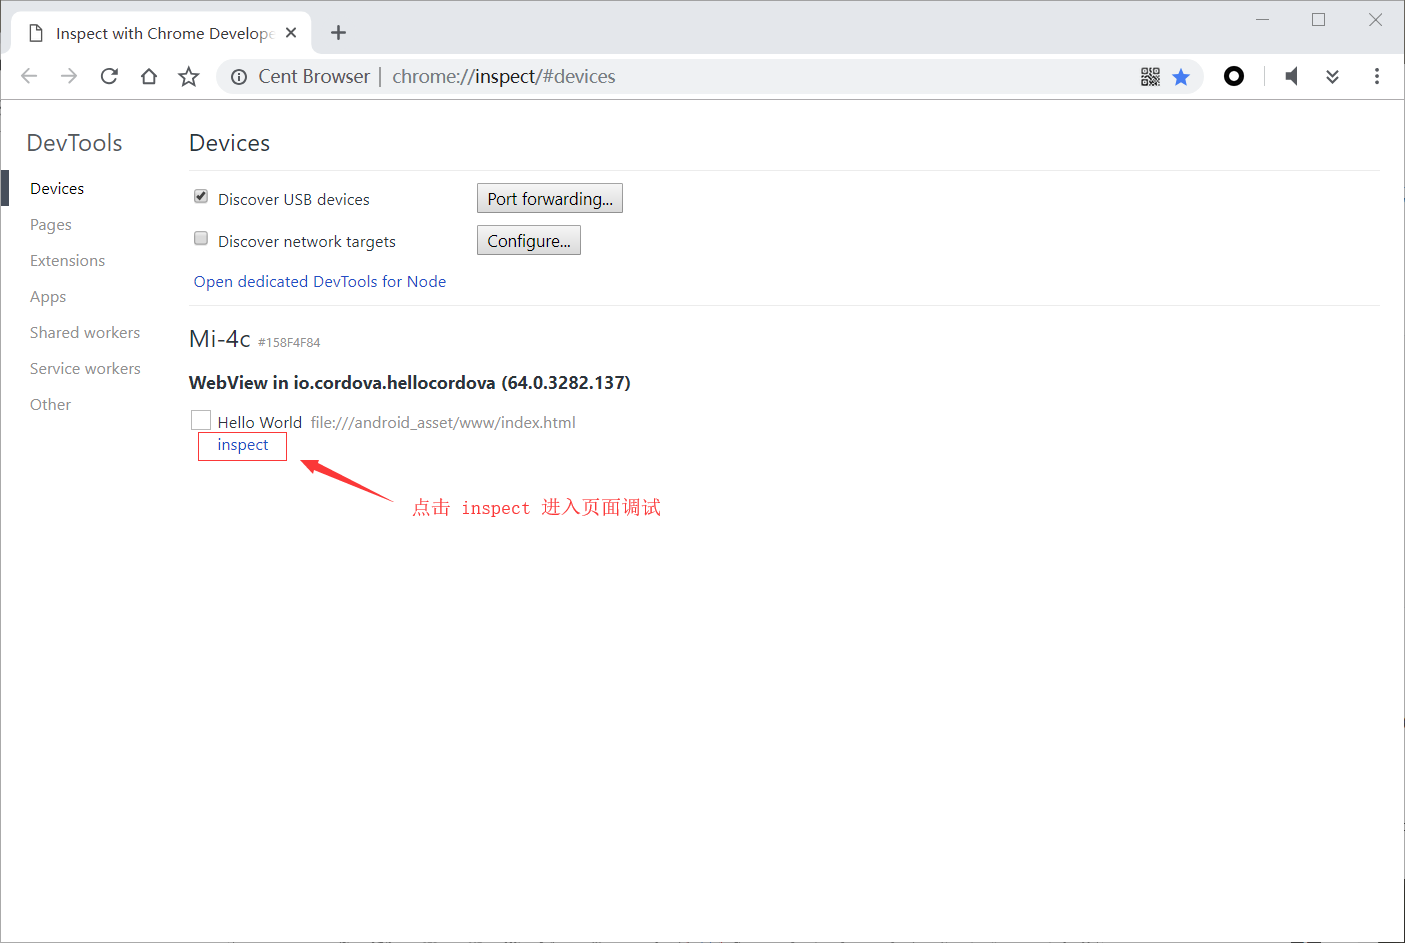 Inspect with Chrome Develope
Cent Browser | chrome://inspect/#devices
DevTools
Devices
Pages
Extensions
Apps
Shared workers
Service workers
Other
Devices
Discover USB devices
Port forwarding...
Discover network targets
Configure...
Open dedicated DevTools for Node
Mi-4c #158F4F84
WebView in io.cordova.hellocordova (64.0.3282.137)
Hello World file:///android_asset/www/index.html
inspect
点击 inspect 进入页面调试